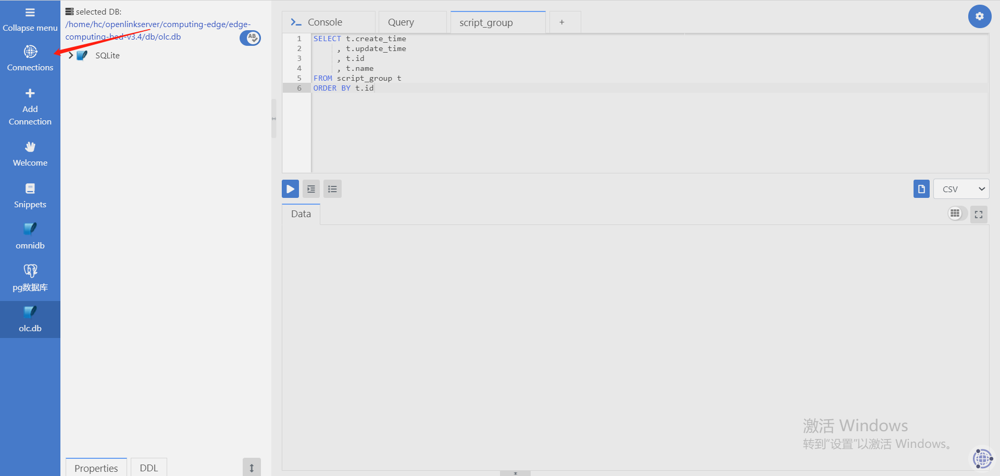 Collapse menu
Connections
Add
Connection
Welcome
Snippets
omnidb
pg数据库
olc.db
selected DB:
/home/hc/openlinkserver/computing-edge/edge-
computing-bed-v3.4/db/olc.db
AB
SQLite
Properties
DDL
Console
Query
script_group
+
1 SELECT t.create_time
2 , t.update_time
3 , t.id
4 , t.name
5 FROM script_group t
6 ORDER BY t.id
CSV
Data
激活 Windows
转到“设置”以激活 Windows。